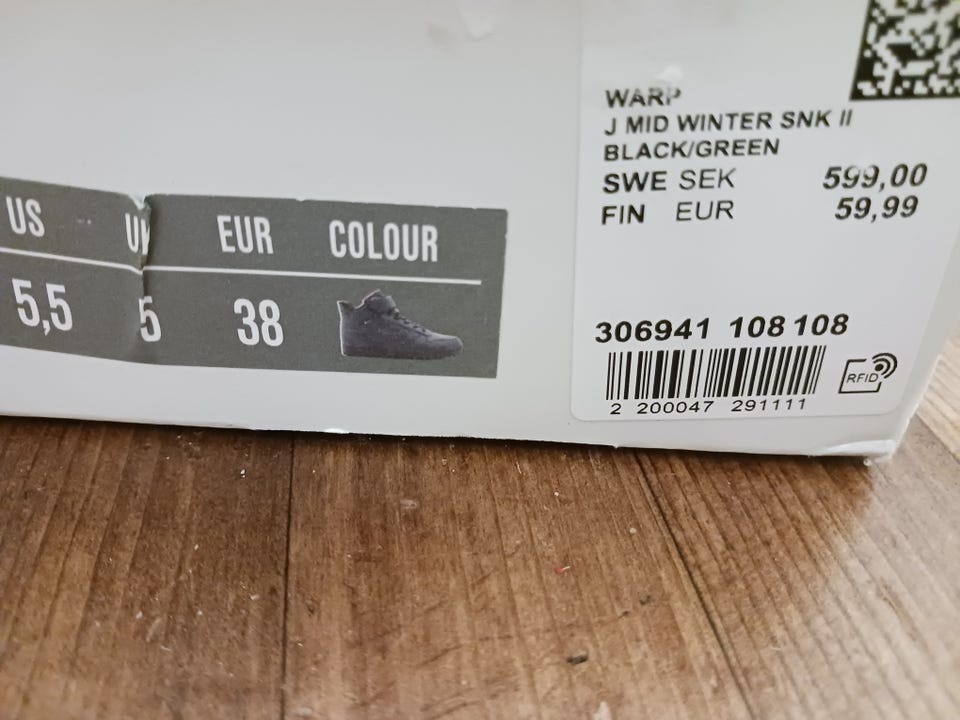 US UK EUR COLOUR
5,5 5 38
WARP
J MID WINTER SNK II
BLACK/GREEN
SWE SEK 599,00
FIN EUR 59,99
306941 108 108
2 200047 291111
RFID